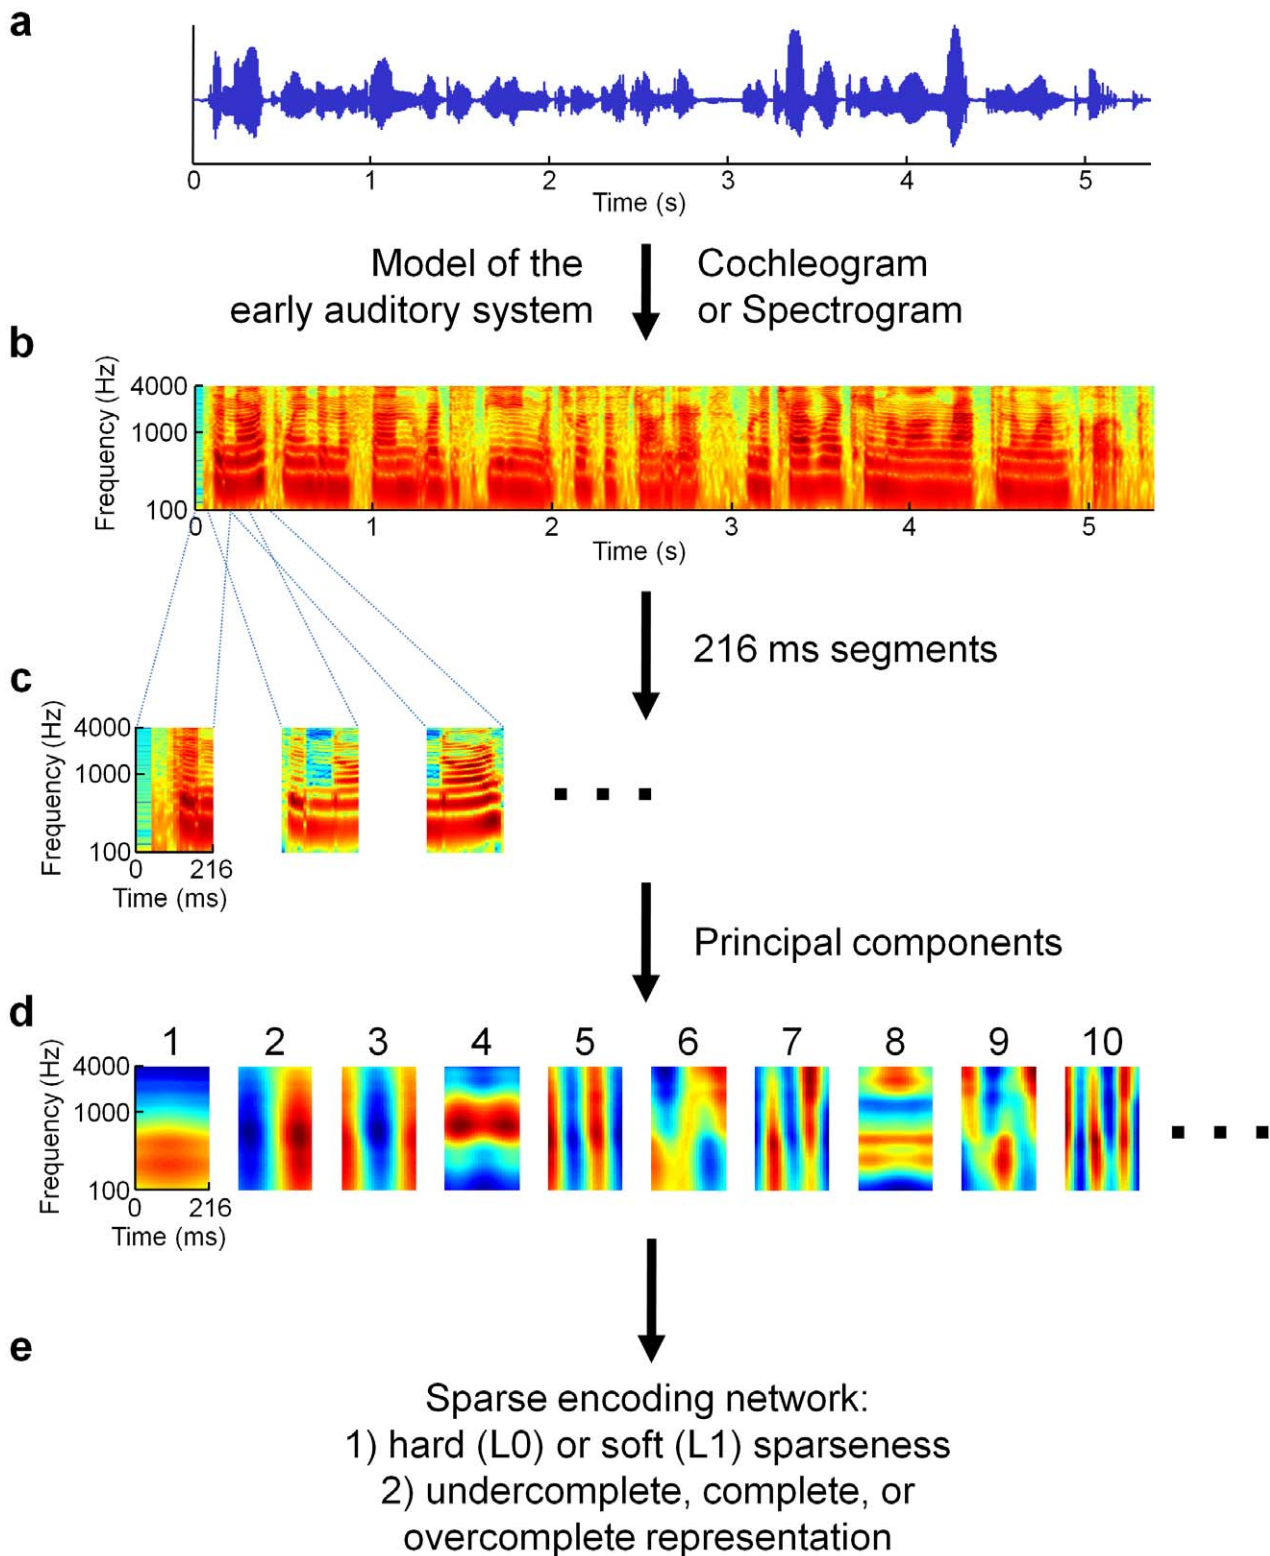 a
0 1 2 3 4 5
Time (s)
Model of the
early auditory system
Cochleogram
or Spectrogram
b
Frequency (Hz)
4000
1000
100
0 1 2 3 4 5
Time (s)
216 ms segments
c
Frequency (Hz)
4000
1000
100
0 216
Time (ms)
Principal components
d
1 2 3 4 5 6 7 8 9 10
Frequency (Hz)
4000
1000
100
0 216
Time (ms)
e
Sparse encoding network:
1) hard (L0) or soft (L1) sparseness
2) undercomplete, complete, or
overcomplete representation